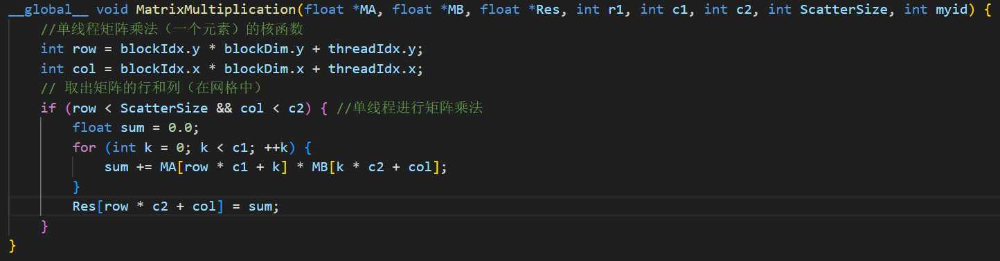 __global__ void MatrixMultiplication(float *MA, float *MB, float *Res, int r1, int c1, int c2, int ScatterSize, int myid) {
    //单线程矩阵乘法（一个元素）的核函数
    int row = blockIdx.y * blockDim.y + threadIdx.y;
    int col = blockIdx.x * blockDim.x + threadIdx.x;
    // 取出矩阵的行和列（在网格中）
    if (row < ScatterSize && col < c2) { //单线程进行矩阵乘法
        float sum = 0.0;
        for (int k = 0; k < c1; ++k) {
            sum += MA[row * c1 + k] * MB[k * c2 + col];
        }
        Res[row * c2 + col] = sum;
    }
}